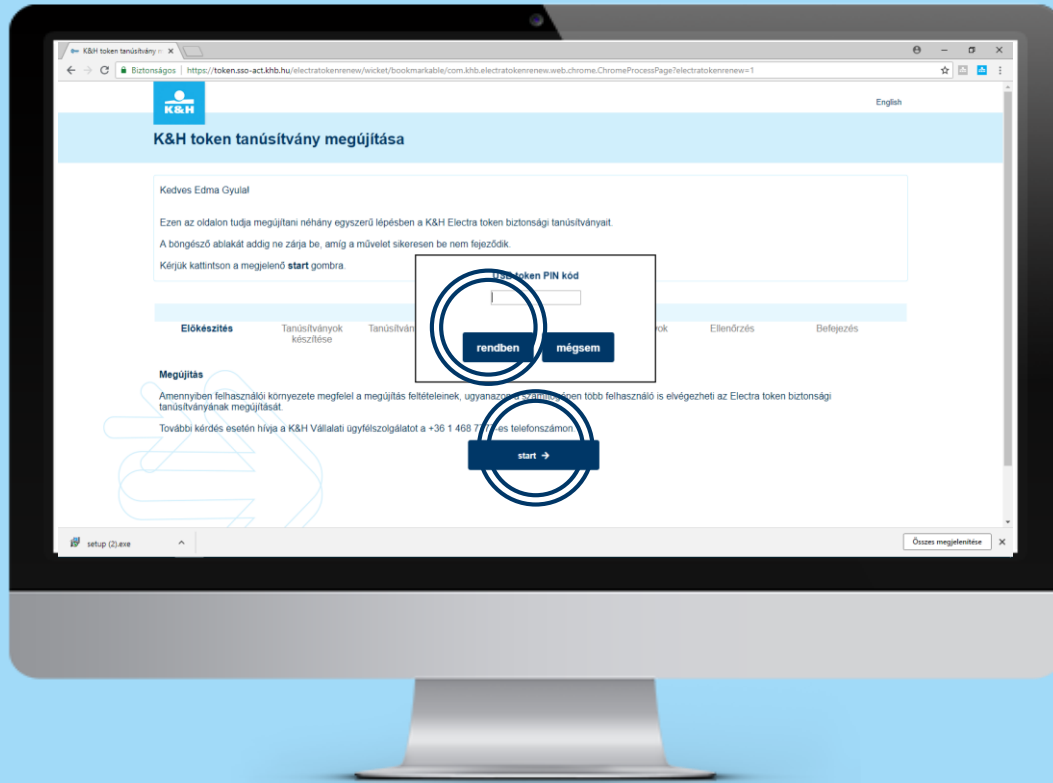 K&H token tanúsítvány
Biztonságos | https://token.sso-act.khb.hu/electratokenrenew/wicket/bookmarkable/com.khb.electratokenrenew.web.chrome.ChromeProcessPage?electratokenrenew=1
K&H
English
K&H token tanúsítvány megújítása
Kedves Edma Gyula!
Ezen az oldalon tudja megújítani néhány egyszerű lépésben a K&H Electra token biztonsági tanúsítványait.
A böngésző ablakát addig ne zárja be, amíg a művelet sikeresen be nem fejeződik.
Kérjük kattintson a megjelenő start gombra.
USB token PIN kód
rendben mégsem
Előkészítés Tanúsítványok készítése Ellenőrzés Befejezés
Megújítás
Amennyiben felhasználói környezete megfelel a megújítás feltételeinek, ugyanazon a számítógépen több felhasználó is elvégezheti az Electra token biztonsági
tanúsítványának megújítását.
További kérdés esetén hívja a K&H Vállalati ügyfélszolgálatot a +36 1 468 7777-es telefonszámon.
start →
setup (2).exe
Összes megjelenítése